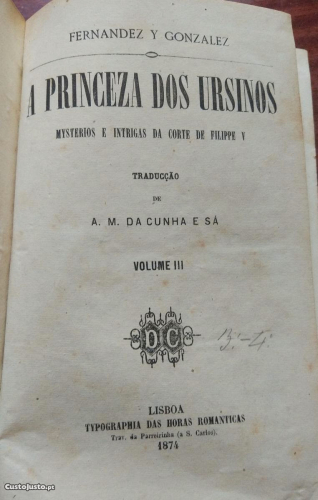 FERNANDEZ Y GONZALEZ
A PRINCEZA DOS URSINOS
MYSTERIOS E INTRIGAS DA CORTE DE FILIPPE V
TRADUCÇÃO
DE
A. M. DA CUNHA E SÁ
VOLUME III
DC
LISBOA
TYPOGRAPHIA DAS HORAS ROMANTICAS
Trav. da Parreirinha (a S. Carlos)
1874
CustoJusto.pt